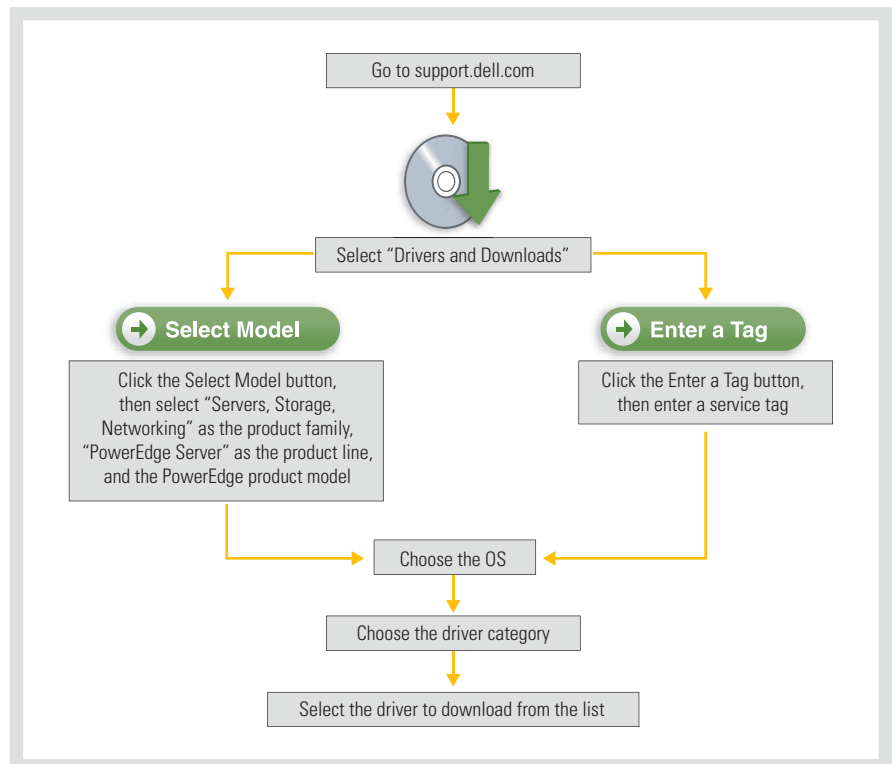 Go to support.dell.com
Select “Drivers and Downloads”
Select Model
Click the Select Model button,
then select “Servers, Storage,
Networking” as the product family,
“PowerEdge Server” as the product line,
and the PowerEdge product model
Enter a Tag
Click the Enter a Tag button,
then enter a service tag
Choose the OS
Choose the driver category
Select the driver to download from the list